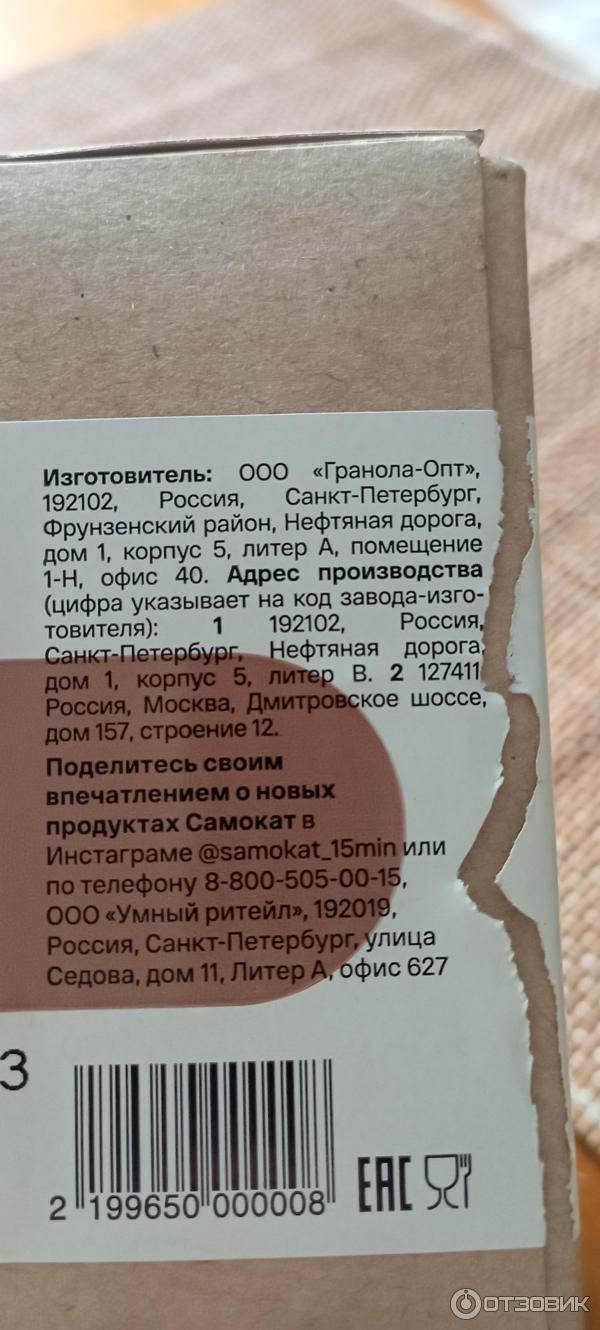 Изготовитель: ООО «Гранола-Опт»,
192102, Россия, Санкт-Петербург,
Фрунзенский район, Нефтяная дорога,
дом 1, корпус 5, литер А, помещение
1-Н, офис 40. Адрес производства
(цифра указывает на код завода-изго-
товителя): 1 192102, Россия,
Санкт-Петербург, Нефтяная дорога,
дом 1, корпус 5, литер В. 2 127411
Россия, Москва, Дмитровское шоссе,
дом 157, строение 12.
Поделитесь своим
впечатлением о новых
продуктах Самокат в
Инстаграме @samokat_15min или
по телефону 8-800-505-00-15,
ООО «Умный ритейл», 192019,
Россия, Санкт-Петербург, улица
Седова, дом 11, Литер А, офис 627
3
2 199650 000008
EAC
ОТЗОВИК